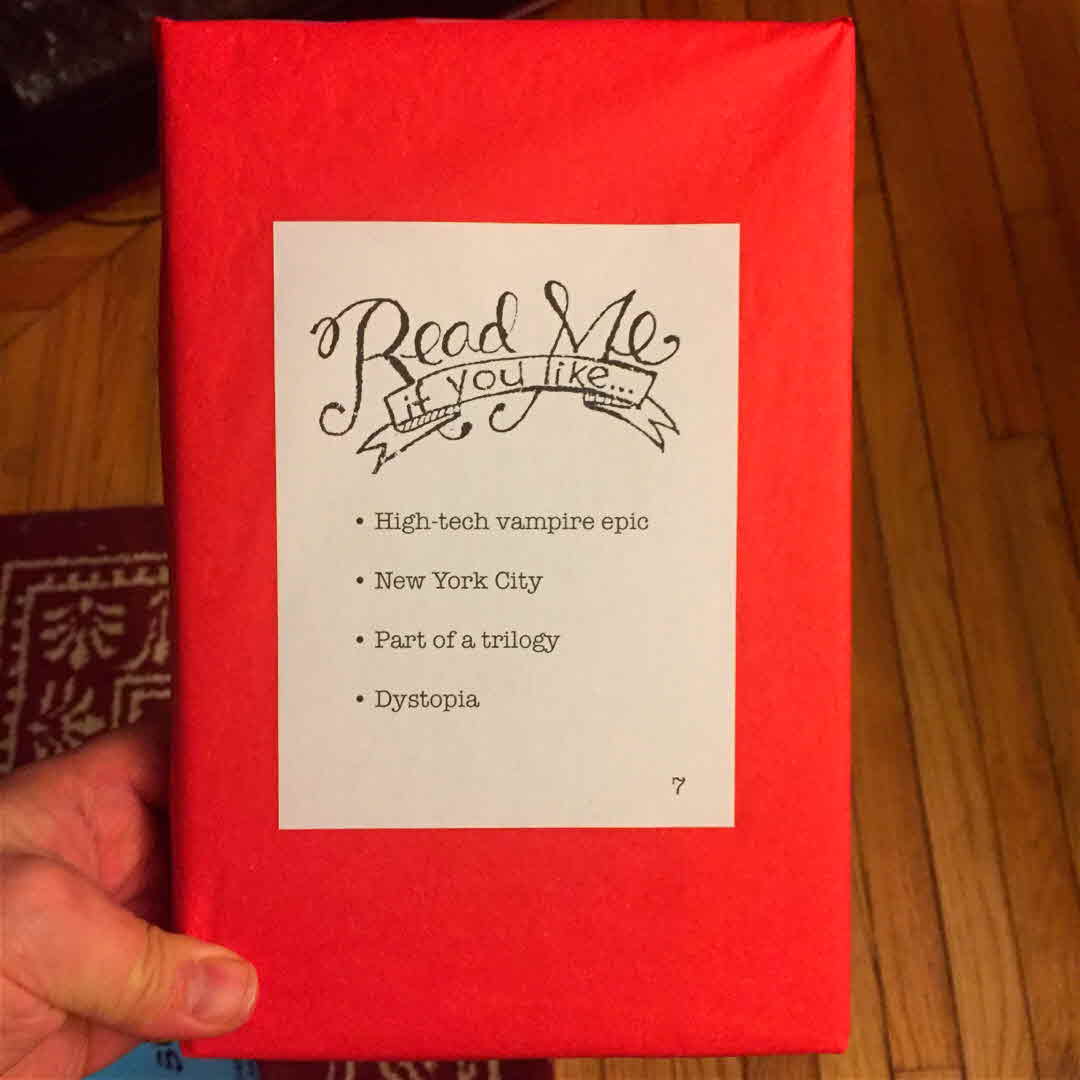 Read Me
if you like...
• High-tech vampire epic
• New York City
• Part of a trilogy
• Dystopia
7